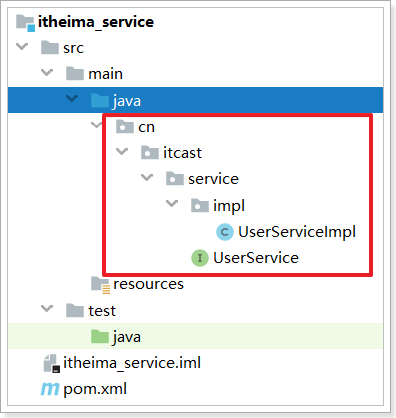 itheima_service
src
main
java
cn
itcast
service
impl
C UserServiceImpl
I UserService
resources
test
java
itheima_service.iml
pom.xml